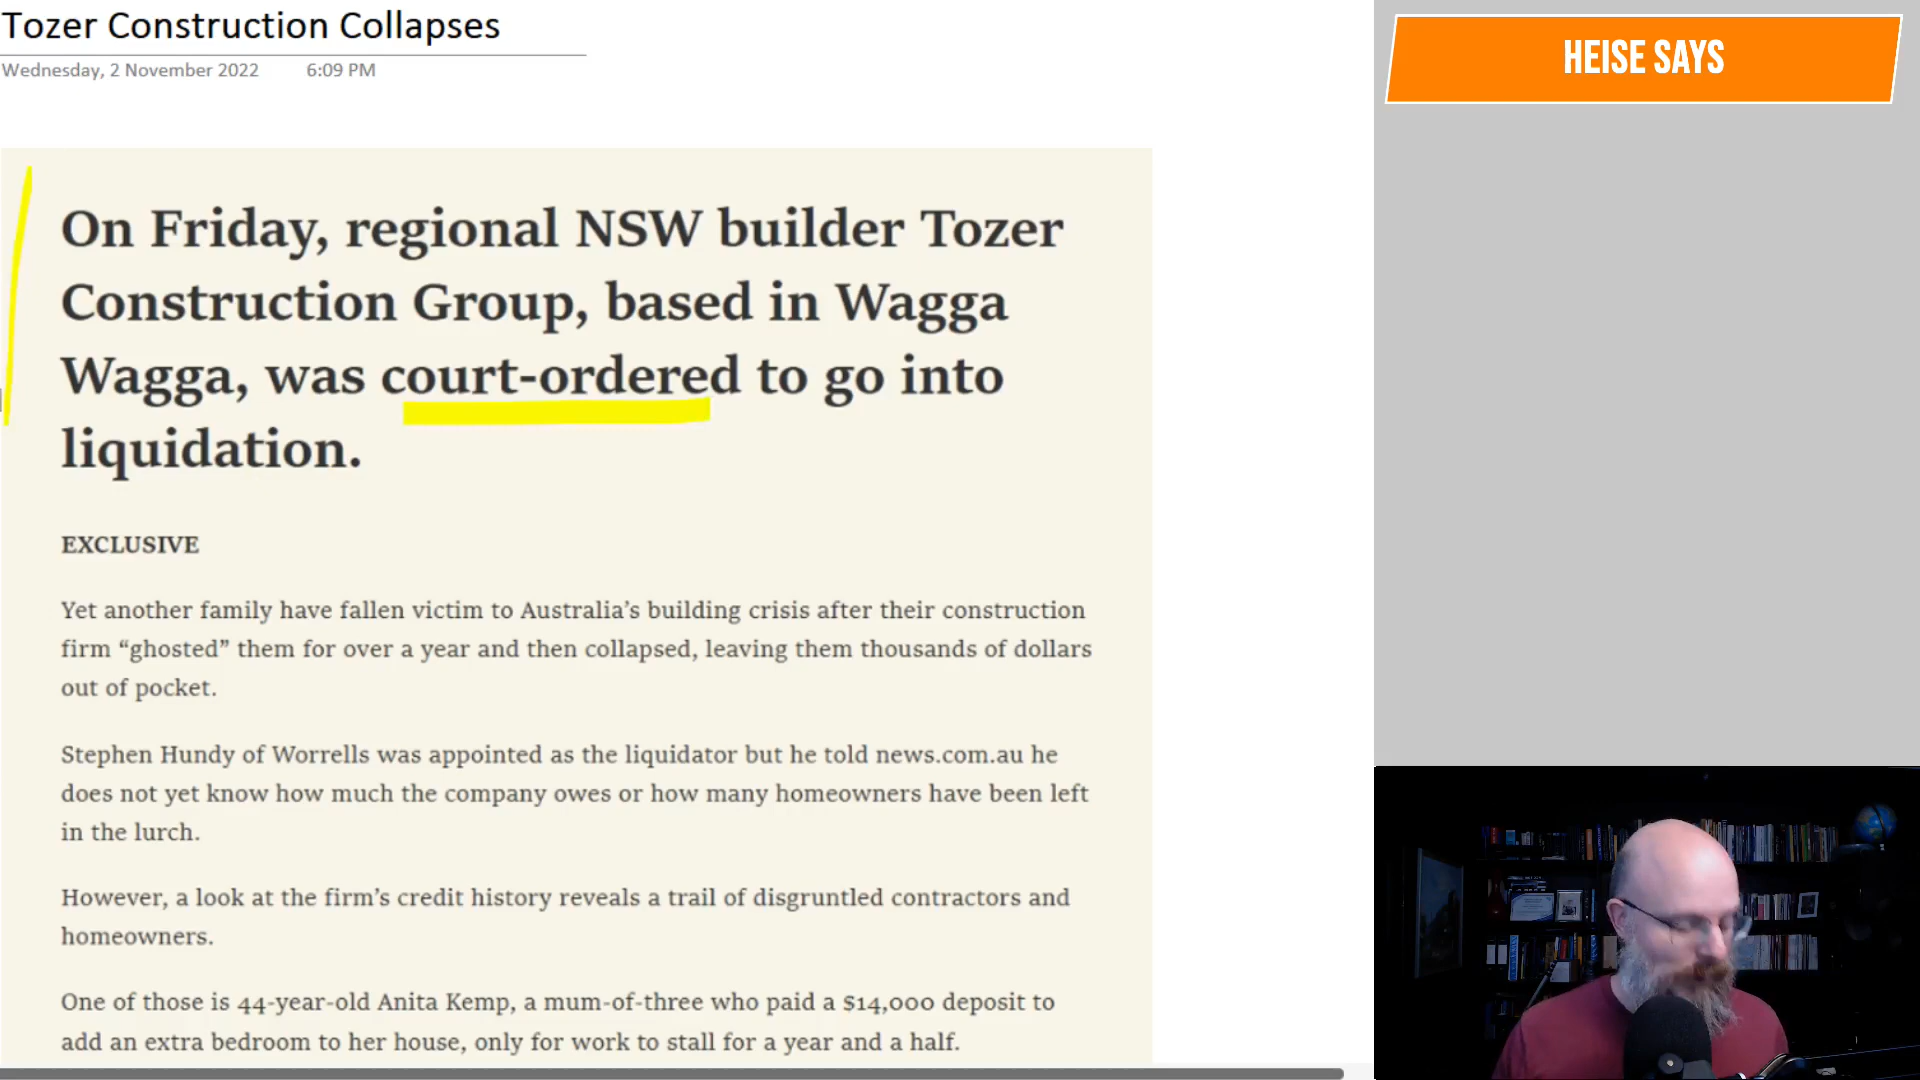 Tozer Construction Collapses
Wednesday, 2 November 2022 6:09 PM
HEISE SAYS
On Friday, regional NSW builder Tozer
Construction Group, based in Wagga
Wagga, was court-ordered to go into
liquidation.
EXCLUSIVE
Yet another family have fallen victim to Australia’s building crisis after their construction
firm “ghosted” them for over a year and then collapsed, leaving them thousands of dollars
out of pocket.
Stephen Hundy of Worrells was appointed as the liquidator but he told news.com.au he
does not yet know how much the company owes or how many homeowners have been left
in the lurch.
However, a look at the firm’s credit history reveals a trail of disgruntled contractors and
homeowners.
One of those is 44-year-old Anita Kemp, a mum-of-three who paid a $14,000 deposit to
add an extra bedroom to her house, only for work to stall for a year and a half.